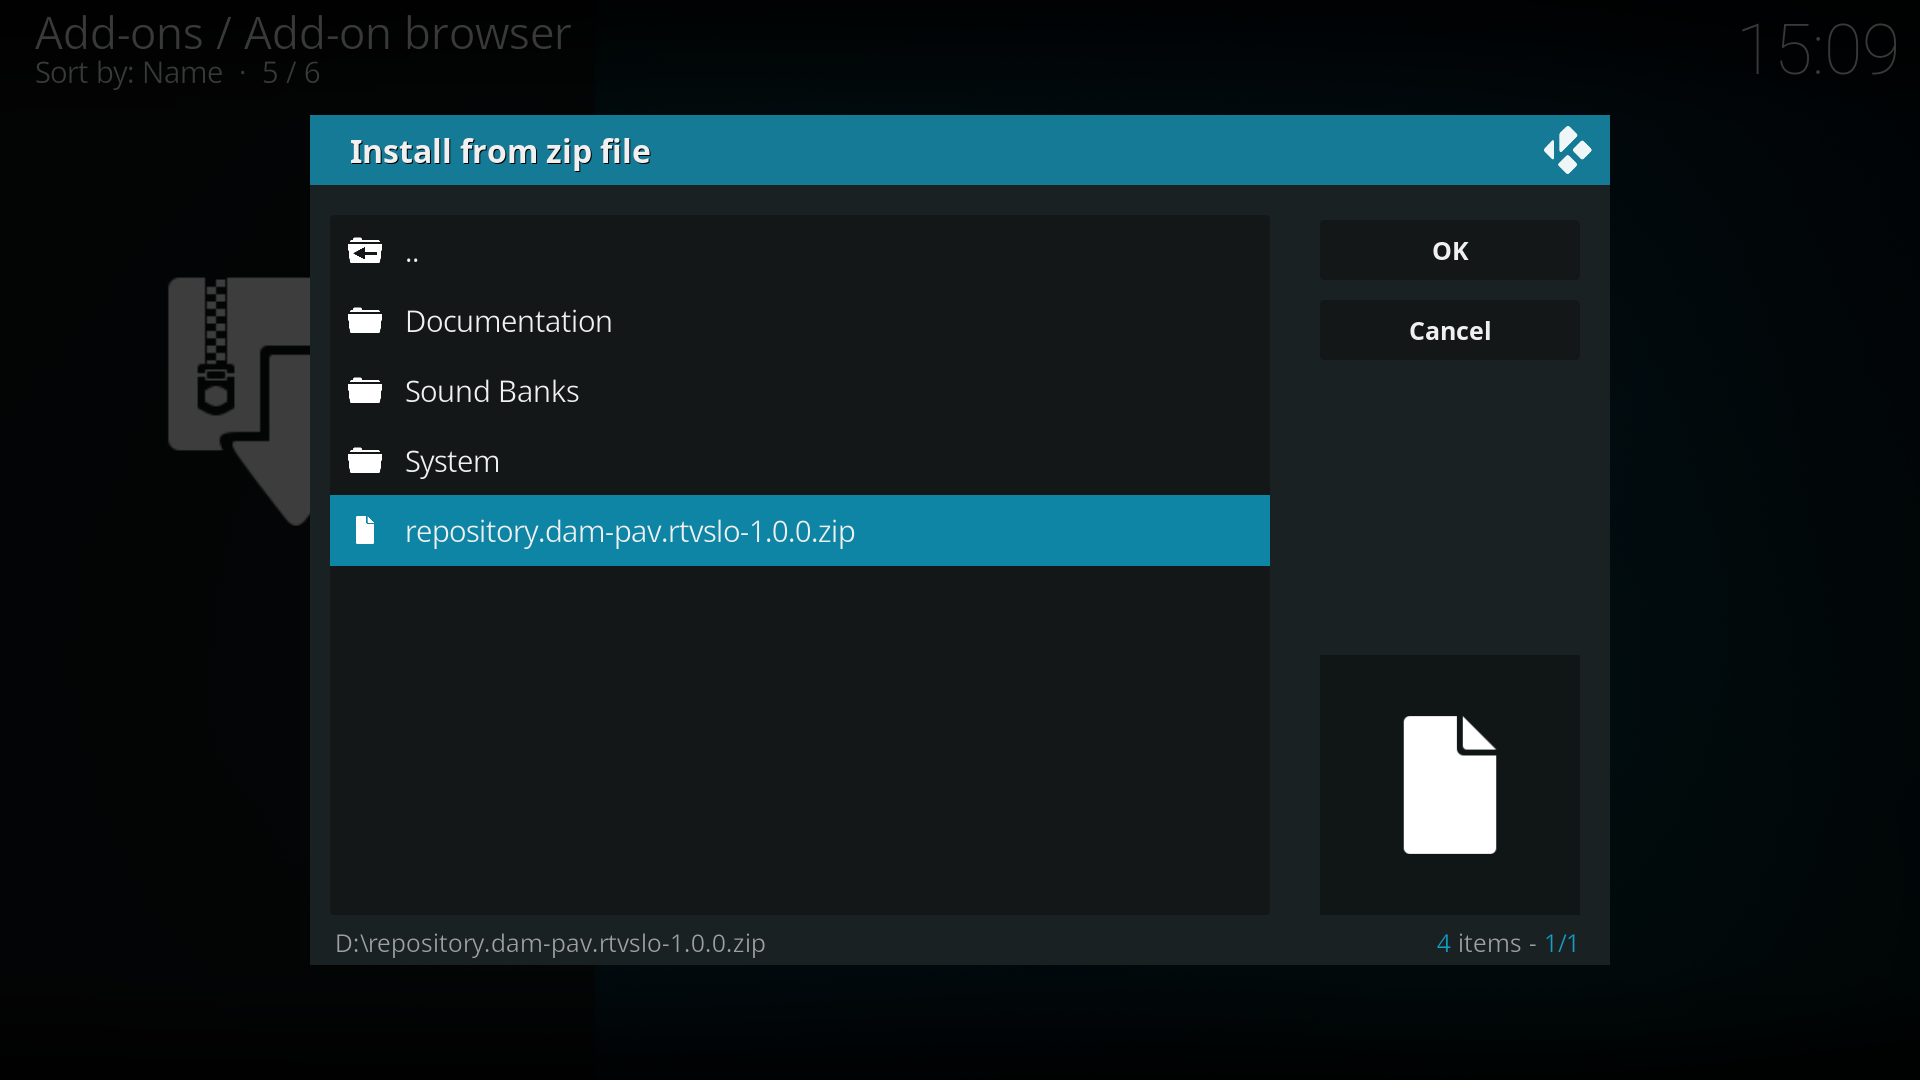 Add-ons / Add-on browser
Sort by: Name · 5 / 6
15:09
Install from zip file
..
Documentation
Sound Banks
System
repository.dam-pav.rtvslo-1.0.0.zip
OK
Cancel
D:\repository.dam-pav.rtvslo-1.0.0.zip
4 items - 1/1